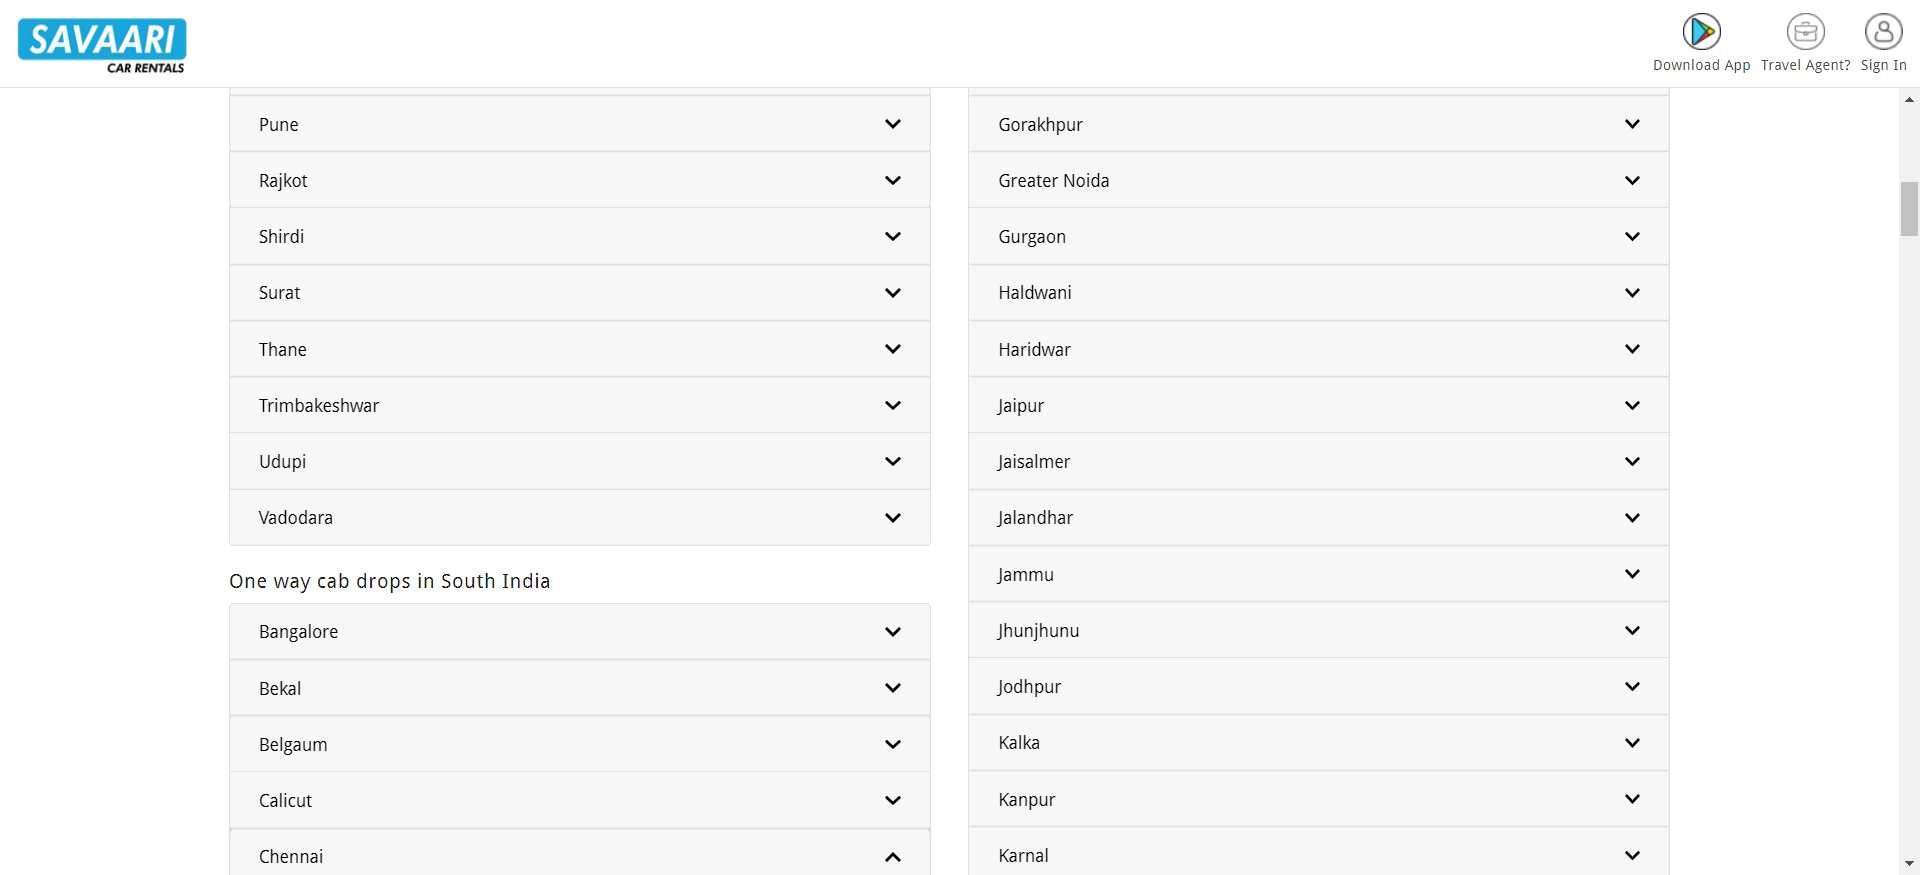 SAVAARI
CAR RENTALS
Download App
Travel Agent?
Sign In
Pune
Rajkot
Shirdi
Surat
Thane
Trimbakeshwar
Udupi
Vadodara
One way cab drops in South India
Bangalore
Bekal
Belgaum
Calicut
Chennai
Gorakhpur
Greater Noida
Gurgaon
Haldwani
Haridwar
Jaipur
Jaisalmer
Jalandhar
Jammu
Jhunjhunu
Jodhpur
Kalka
Kanpur
Karnal